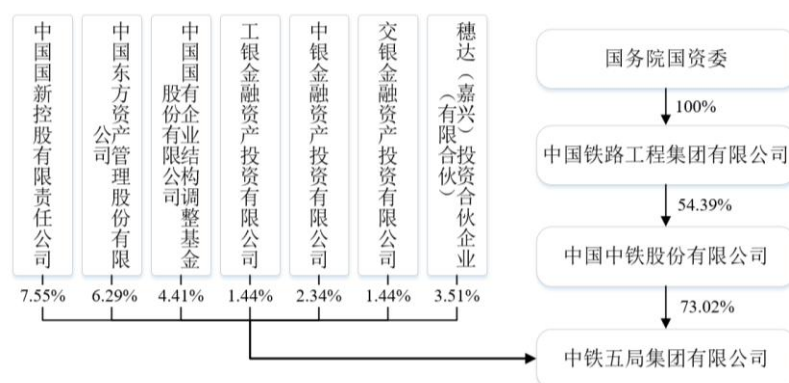 中国国新控股有限责任公司
中国东方资产管理股份有限
公司
中国国有企业结构调整基金
股份有限公司
工银金融资产投资有限公司
中银金融资产投资有限公司
交银金融资产投资有限公司
穗达（嘉兴）投资合伙企业
（有限合伙）
7.55%
6.29%
4.41%
1.44%
2.34%
1.44%
3.51%
国务院国资委
100%
中国铁路工程集团有限公司
54.39%
中国中铁股份有限公司
73.02%
中铁五局集团有限公司